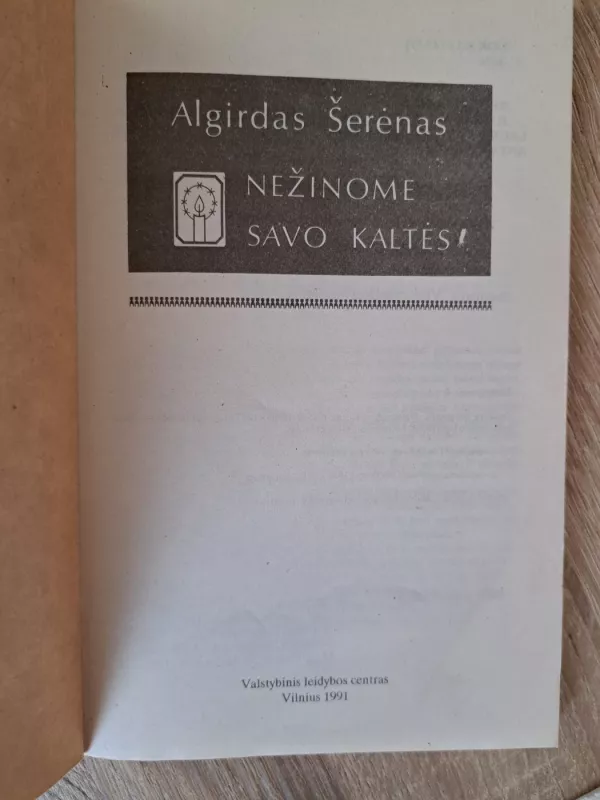 Algirdas Šerėnas
NEŽINOME
SAVO KALTĖS!
Valstybinis leidybos centras
Vilnius 1991